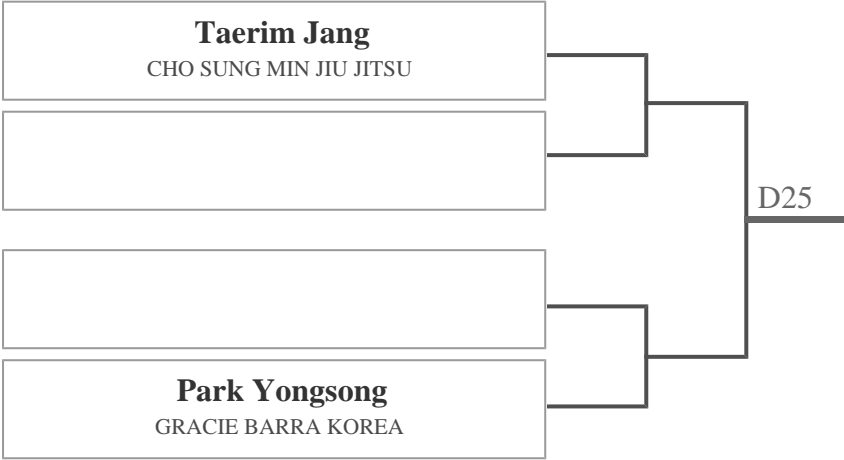 Taerim Jang
CHO SUNG MIN JIU JITSU
D25
Park Yongsong
GRACIE BARRA KOREA